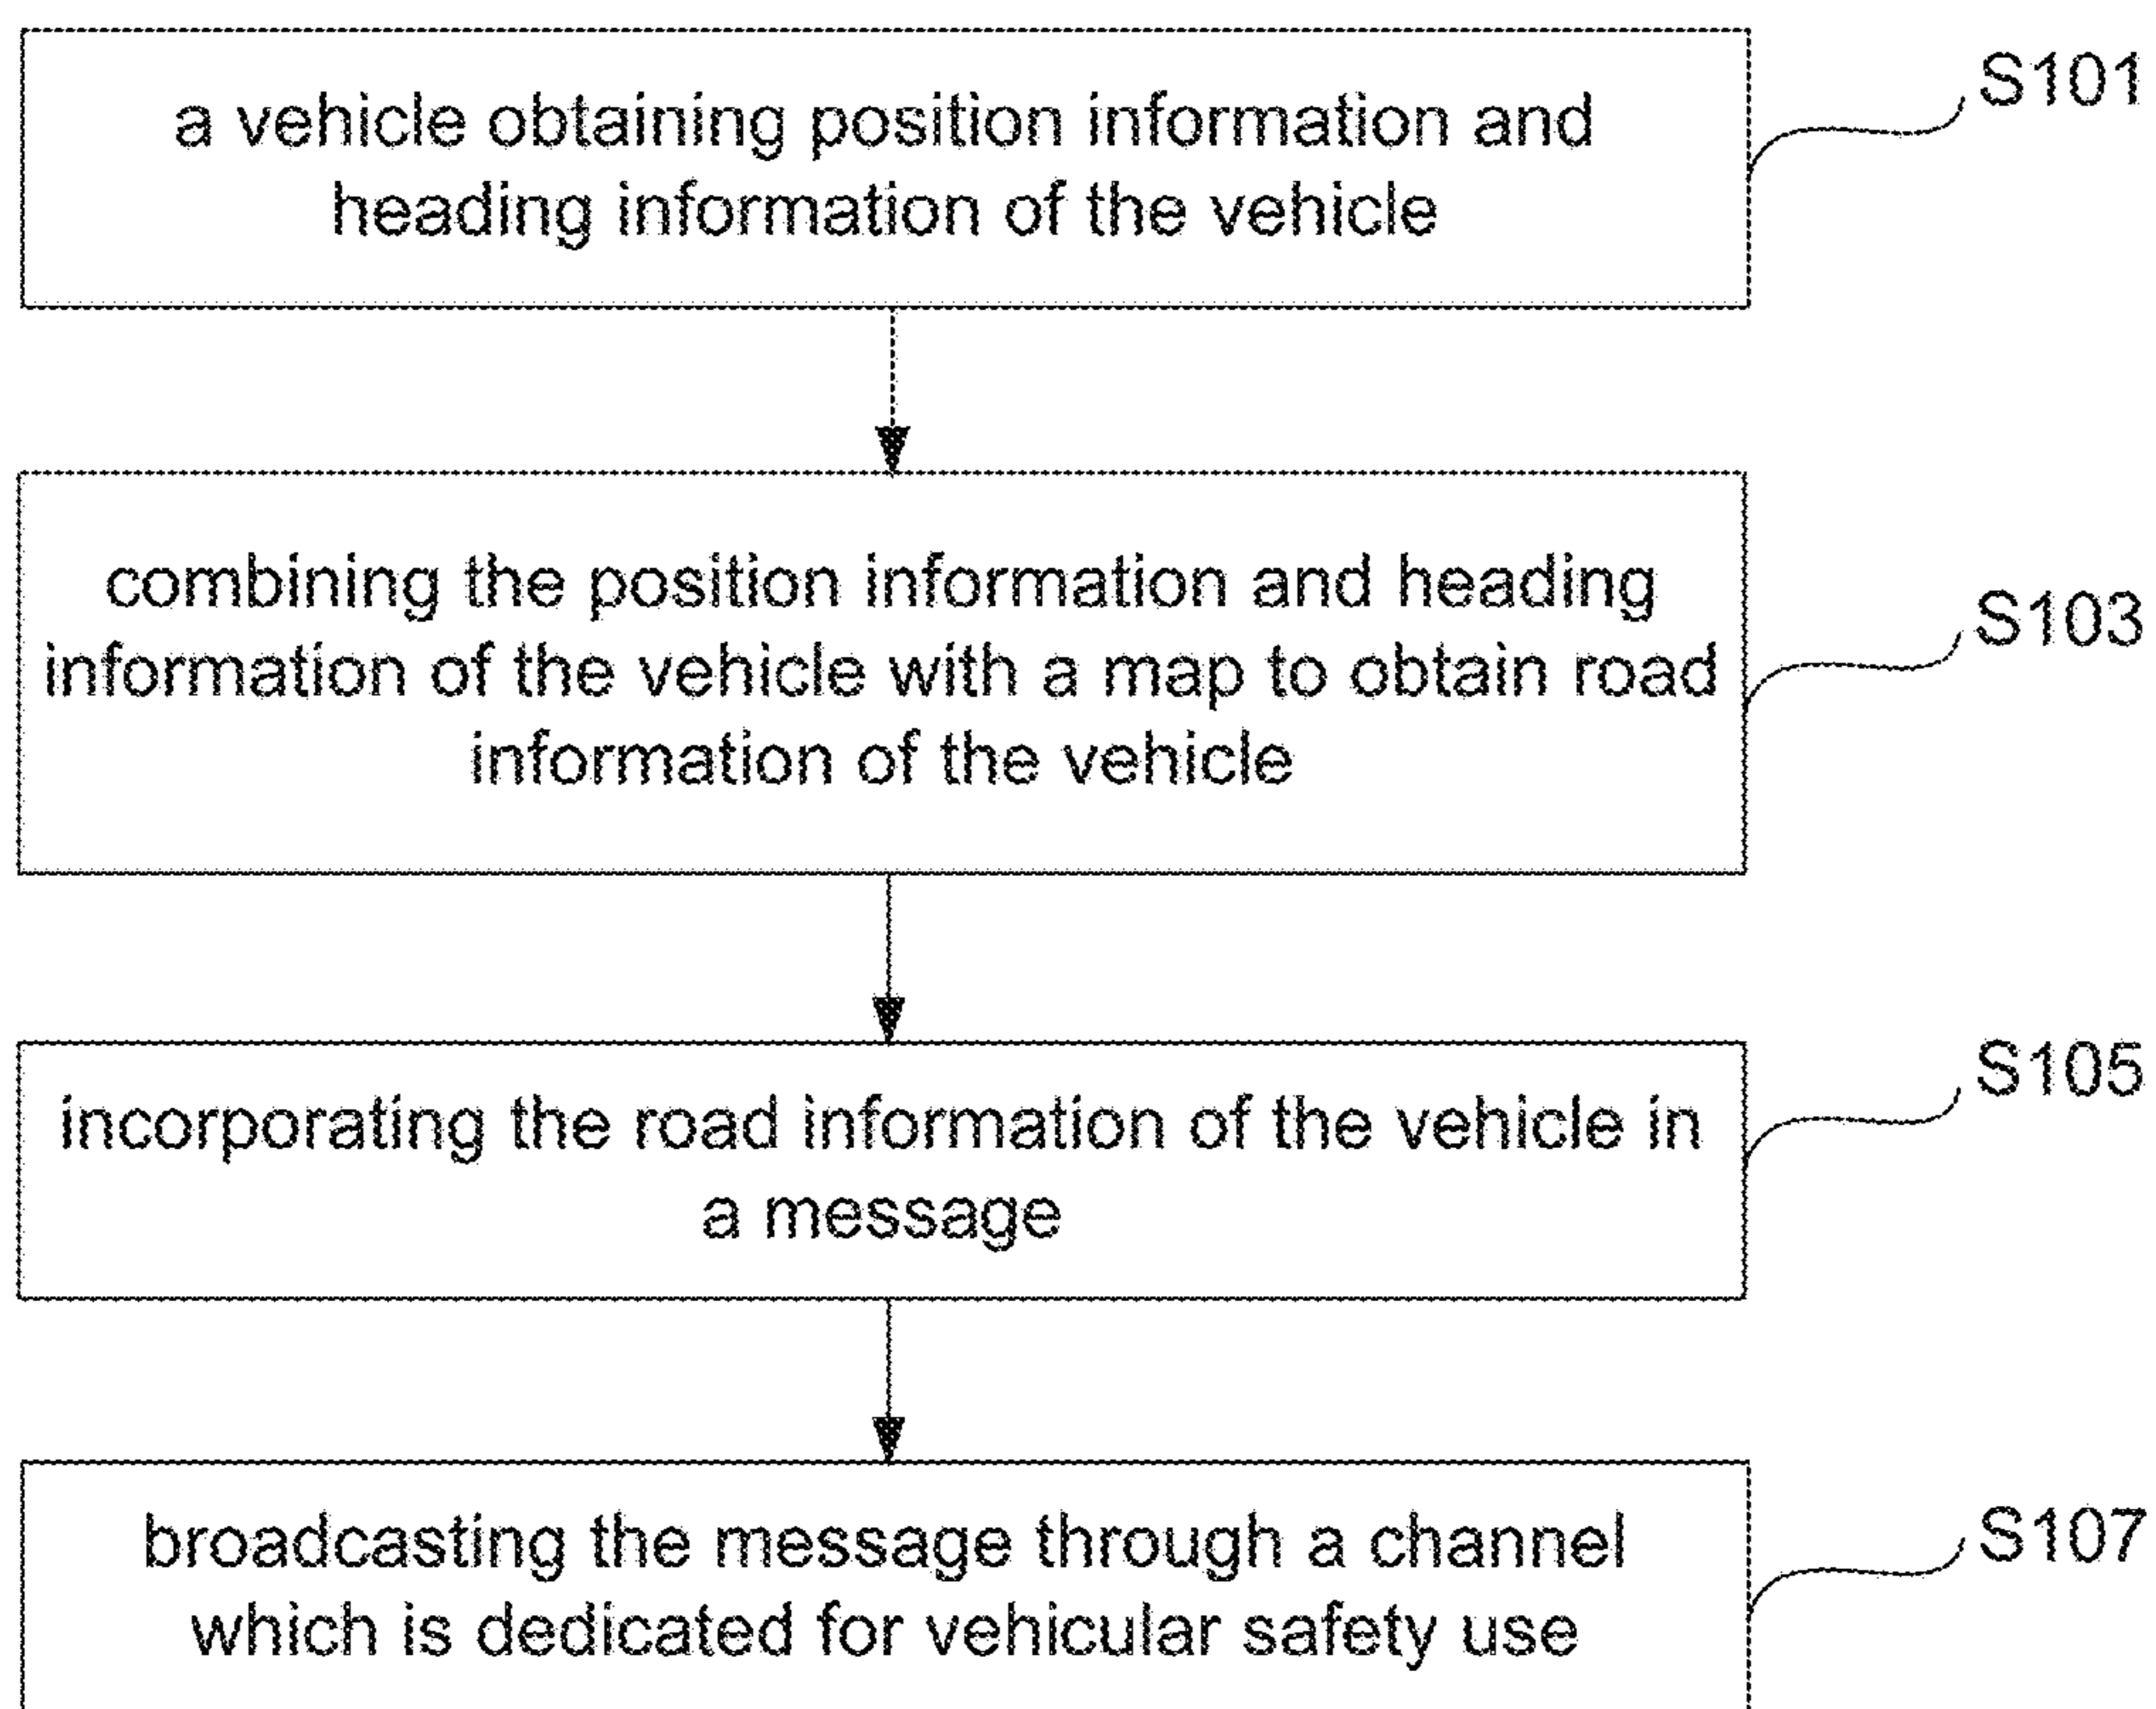 a vehicle obtaining position information and
heading information of the vehicle
S101
combining the position information and heading
information of the vehicle with a map to obtain road
information of the vehicle
S103
incorporating the road information of the vehicle in
a message
S105
broadcasting the message through a channel
which is dedicated for vehicular safety use
S107